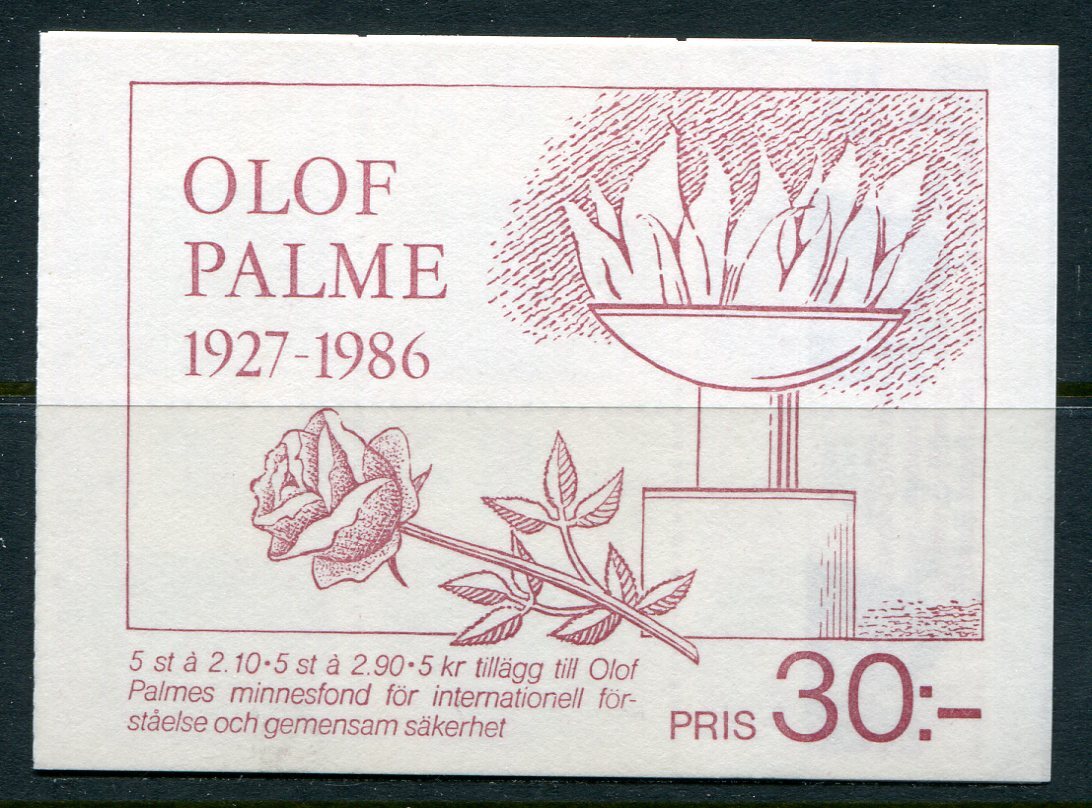 OLOF
PALME
1927-1986
5 st à 2.10•5 st à 2.90•5 kr tillägg till Olof
Palmes minnesfond för internationell för-
ståelse och gemensam säkerhet
PRIS 30:-